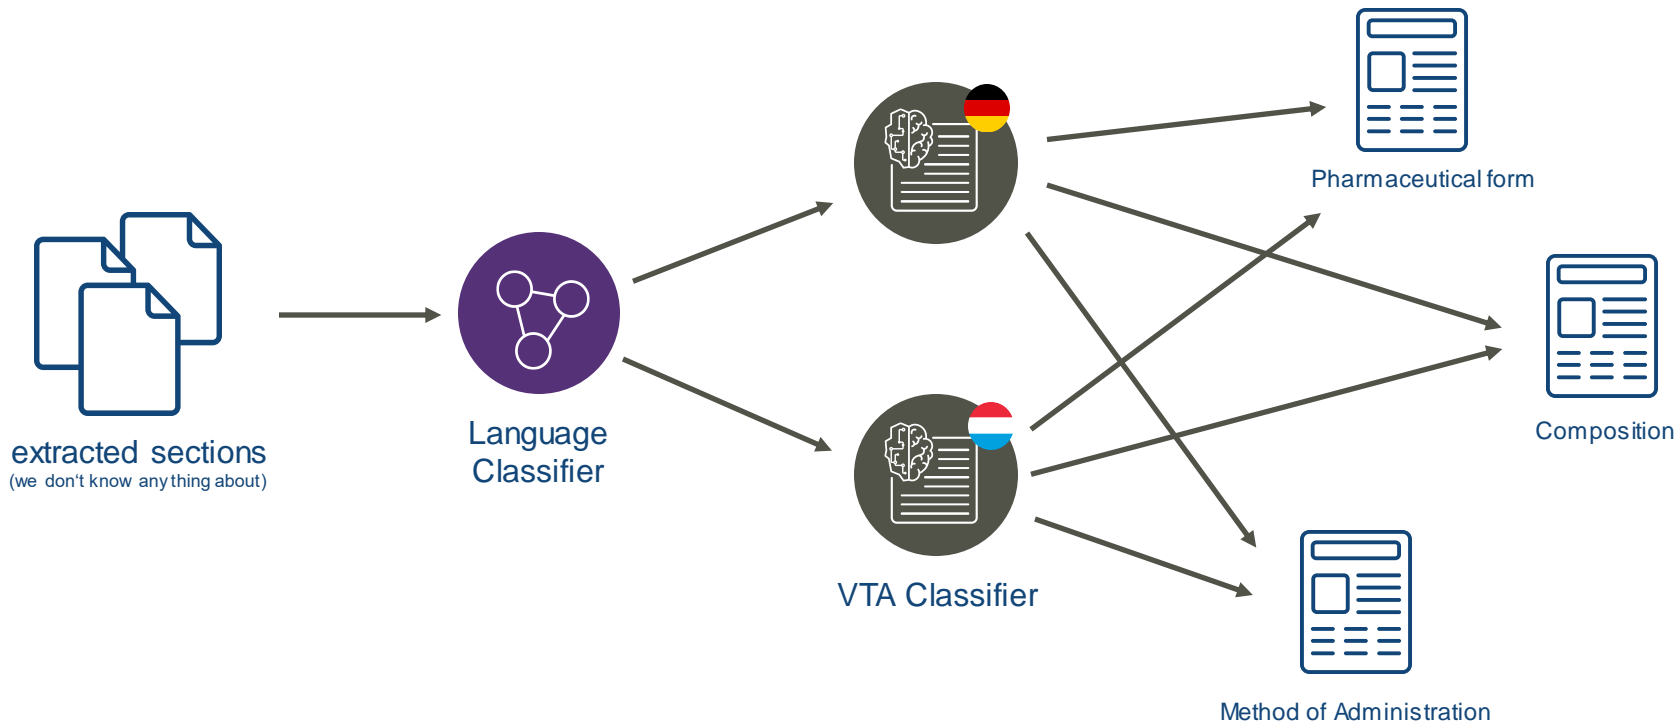 extracted sections
(we don't know anything about)
Language
Classifier
VTA Classifier
Pharmaceutical form
Composition
Method of Administration